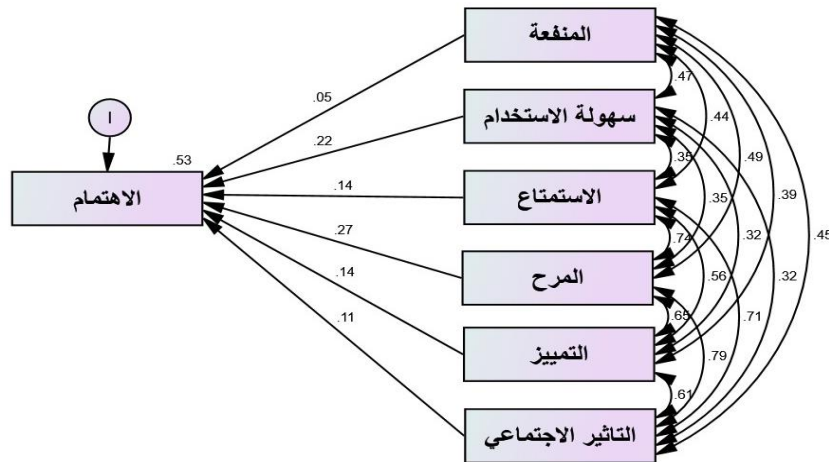 المنفعة
.47
.05
سهولة الاستخدام
.44
I
.22
.53
.35
.49
الاهتمام
.14
الاستمتاع
.35
.39
.27
.74
.32
.45
المرح
.56
.32
.14
.65
.71
التمييز
.11
.79
.61
التاثير الاجتماعي